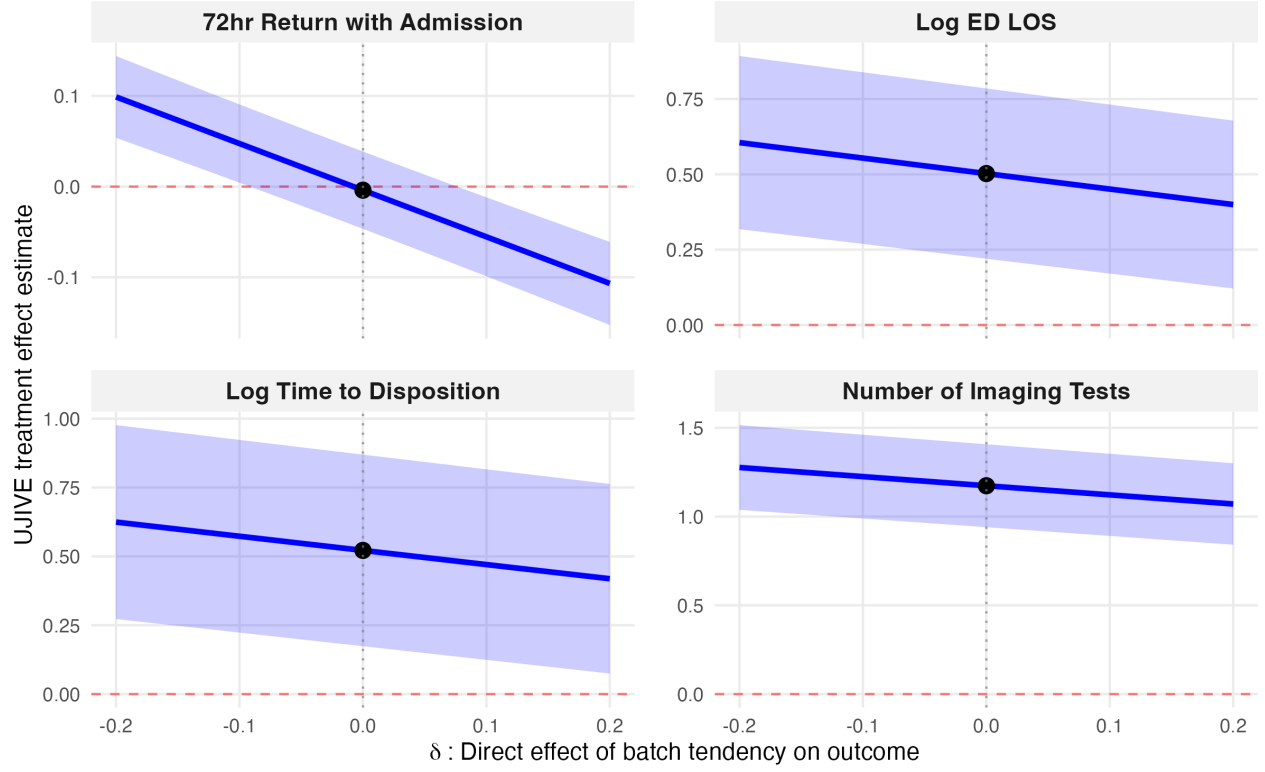 72hr Return with Admission
Log ED LOS
0.1
0.0
-0.1
0.75
0.50
0.25
0.00
UJIVE treatment effect estimate
Log Time to Disposition
Number of Imaging Tests
1.00
0.75
0.50
0.25
0.00
1.5
1.0
0.5
0.0
-0.2 -0.1 0.0 0.1 0.2
-0.2 -0.1 0.0 0.1 0.2
δ : Direct effect of batch tendency on outcome